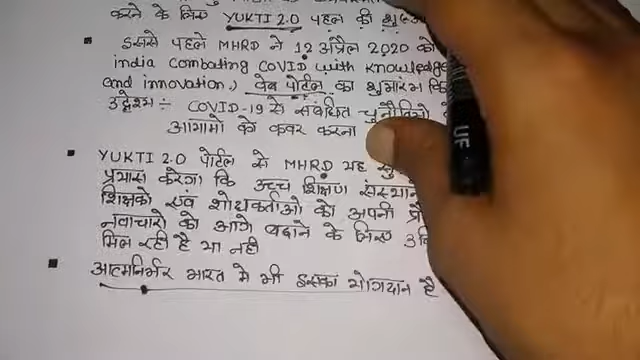 करने के लिए YUKTI 2.0 पहल की
इससे पहले MHRD ने 12 अप्रैल 2020 को
india combating COVID with knowledge
and innovation.) वेब पोर्टल का शुभारंभ
उद्देश्य ÷ COVID-19 से संबंधित चुनौतियो
आगामो को कवर करना
YUKTI 2.0 पोर्टल से MHRD यह
प्रयास करेगा कि उच्च शिक्षण संस्थान
शिक्षको एवं शोधकर्ताओ को अपनी
नवाचारो को आगे बढाने के लिए
मिल रही है या नही
आत्मनिर्भर भारत मे भी इसका योगदान है
UF